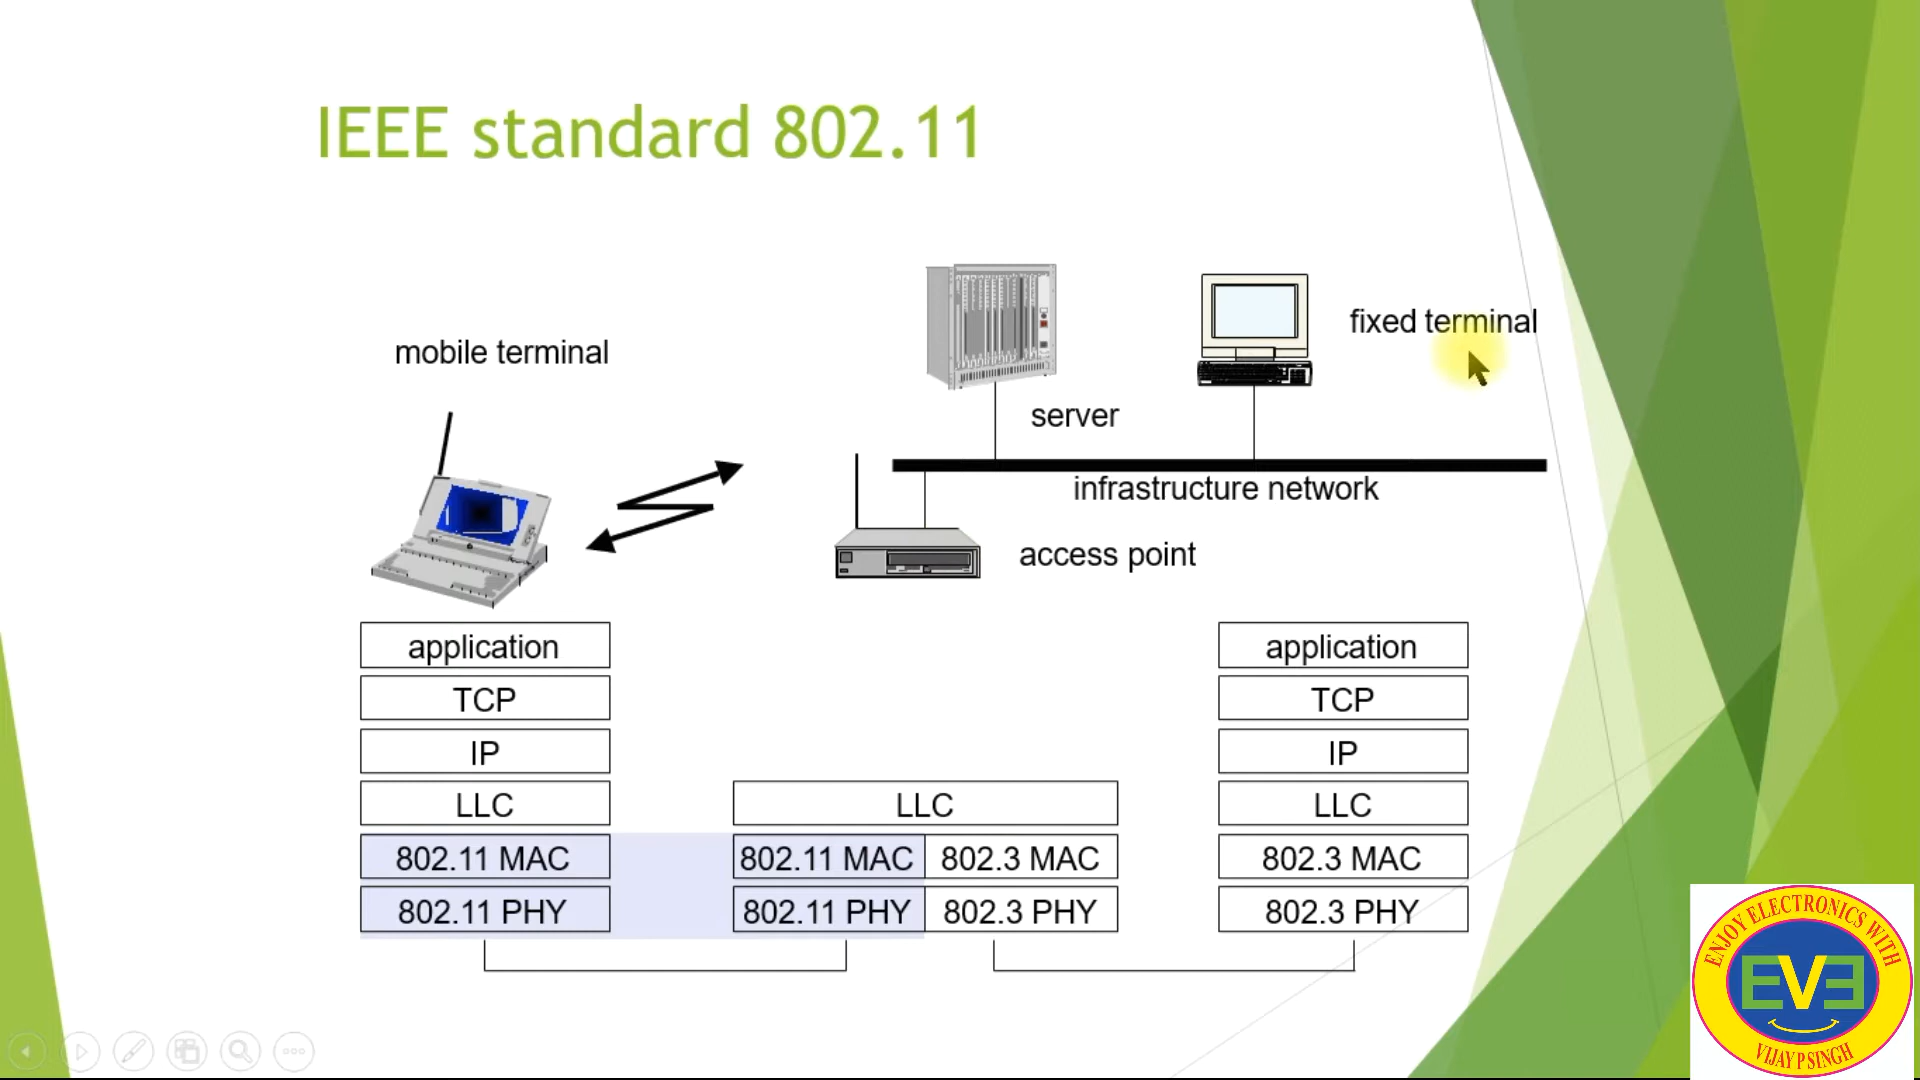 IEEE standard 802.11
mobile terminal
fixed terminal
server
infrastructure network
access point
application
TCP
IP
LLC
802.11 MAC
802.11 PHY
LLC
802.11 MAC 802.3 MAC
802.11 PHY 802.3 PHY
application
TCP
IP
LLC
802.3 MAC
802.3 PHY
ENJOY ELECTRONICS WITH
EVE
VIJAY P SINGH